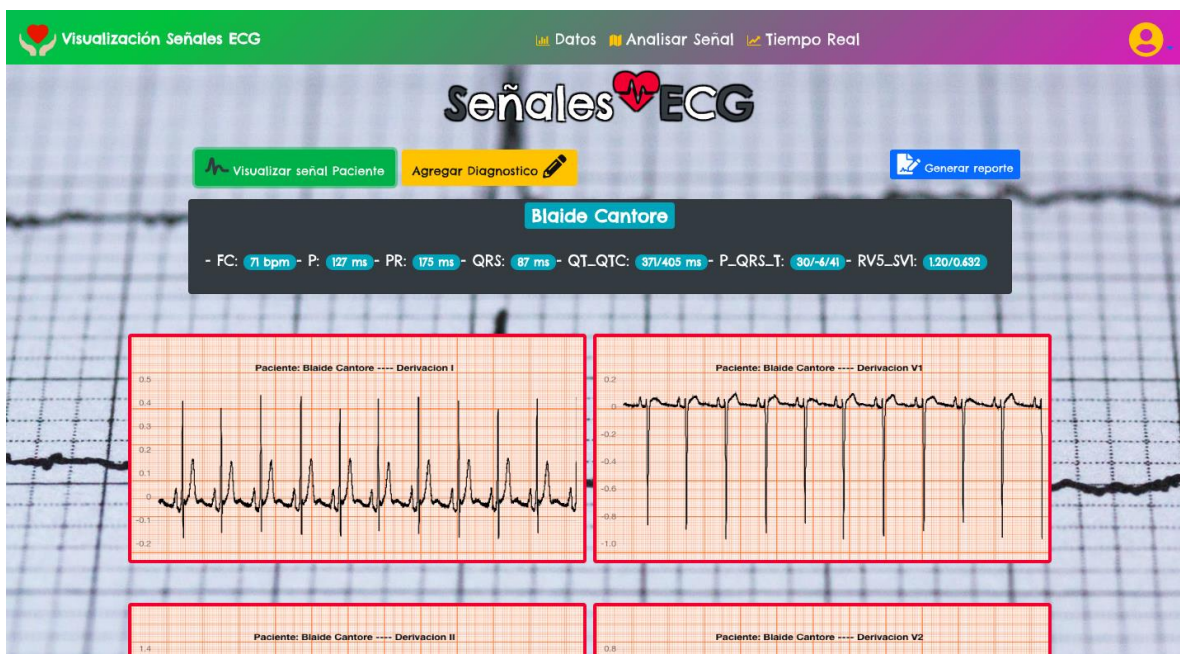 Visualización Señales ECG
Datos Analisar Señal Tiempo Real
Señales ECG
Visualizar señal Paciente
Agregar Diagnostico
Generar reporte
Blaide Cantore
- FC: 71 bpm - P: 127 ms - PR: 175 ms - QRS: 87 ms - QT_QTC: 371/405 ms - P_QRS_T: 30/-6/41 - RV5_SV1: 1.20/0.632
Paciente: Blaide Cantore ---- Derivacion I
0.5
0.4
0.3
0.2
0.1
0
-0.1
-0.2
Paciente: Blaide Cantore ---- Derivacion V1
0.2
0
-0.2
-0.4
-0.6
-0.8
-1.0
Paciente: Blaide Cantore ---- Derivacion II
1.4
Paciente: Blaide Cantore ---- Derivacion V2
0.8